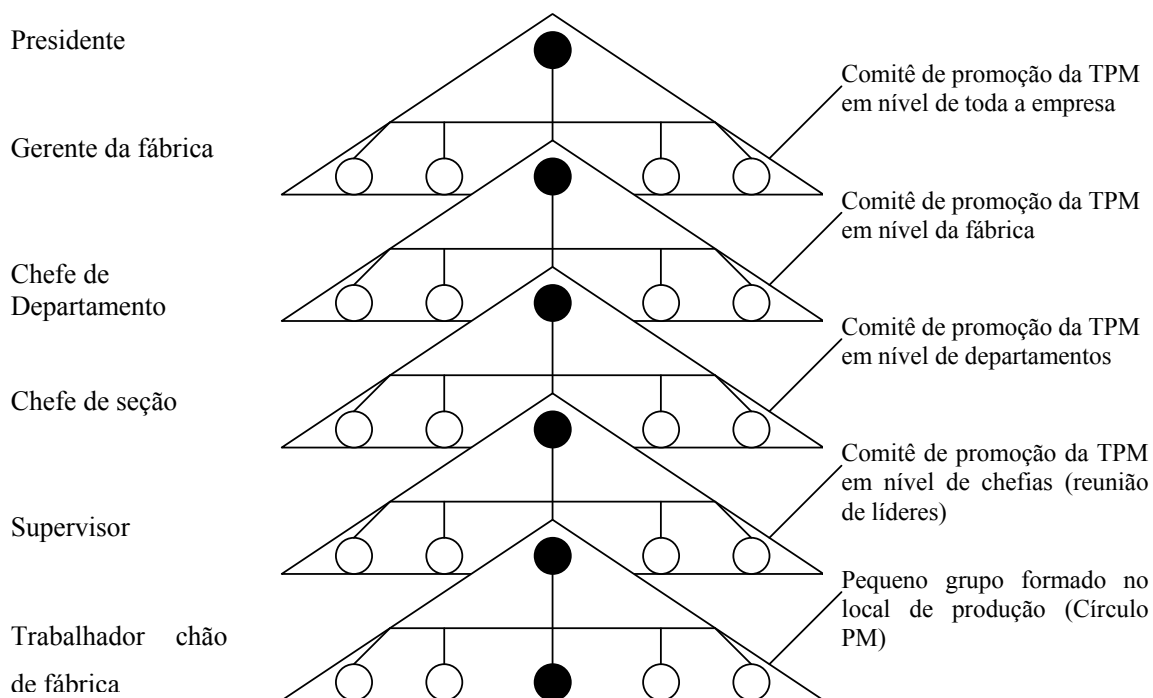 Presidente
Comitê de promoção da TPM
em nível de toda a empresa
Gerente da fábrica
Comitê de promoção da TPM
em nível da fábrica
Chefe de
Departamento
Comitê de promoção da TPM
em nível de departamentos
Chefe de seção
Comitê de promoção da TPM
em nível de chefias (reunião
de líderes)
Supervisor
Pequeno grupo formado no
local de produção (Círculo
PM)
Trabalhador chão
de fábrica